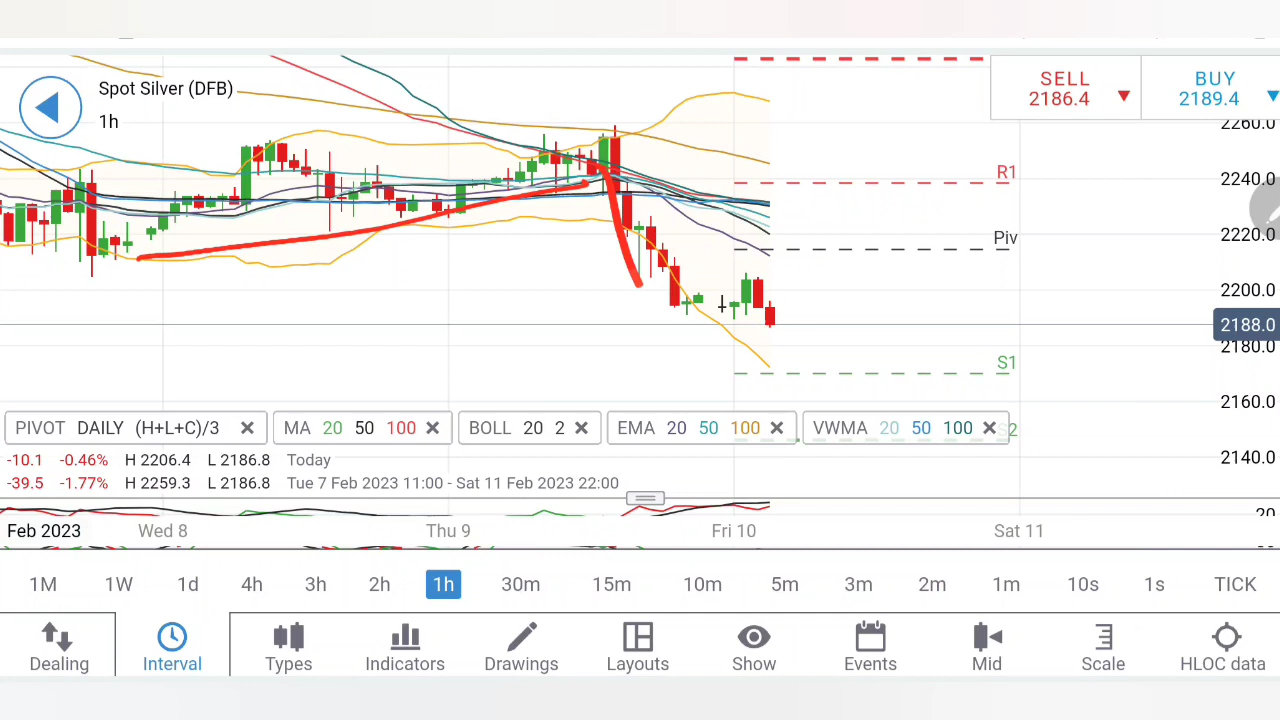 SELL BUY
2186.4 2189.4
Spot Silver (DFB)
1h
2260.0
R1
2240.0
Piv
2220.0
2200.0
2188.0
2180.0
S1
2160.0
PIVOT DAILY (H+L+C)/3 MA 20 50 100 BOLL 20 2 EMA 20 50 100 VWMA 20 50 100 S2
-10.1 -0.46% H 2206.4 L 2186.8 Today
2140.0
-39.5 -1.77% H 2259.3 L 2186.8 Tue 7 Feb 2023 11:00 - Sat 11 Feb 2023 22:00
20
Feb 2023 Wed 8 Thu 9 Fri 10 Sat 11
1M 1W 1d 4h 3h 2h 1h 30m 15m 10m 5m 3m 2m 1m 10s 1s TICK
Dealing Interval Types Indicators Drawings Layouts Show Events Mid Scale HLOC data